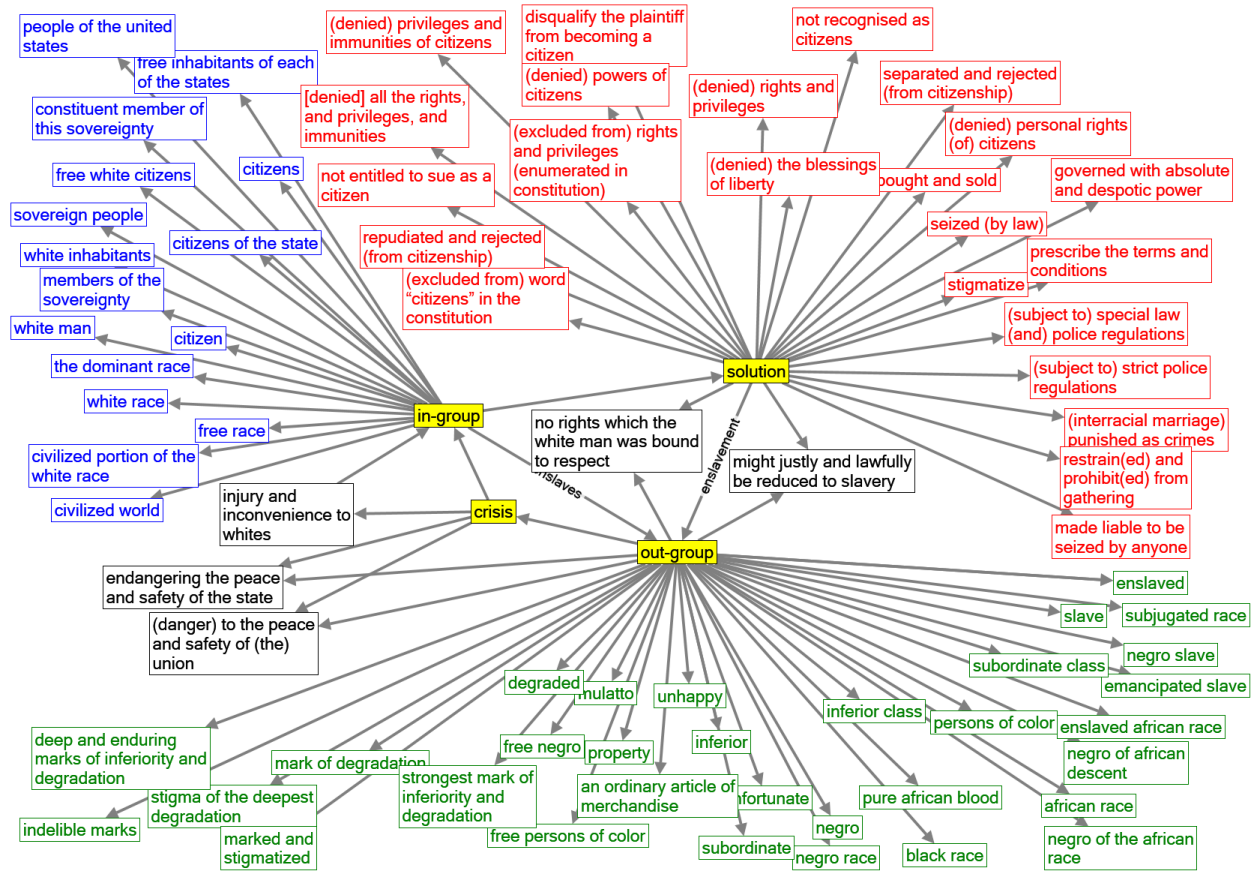 people of the united
states
free inhabitants of each
of the states
constituent member of
this sovereignty
free white citizens
citizens
sovereign people
citizens of the state
white inhabitants
members of the
sovereignty
white man
citizen
the dominant race
white race
free race
civilized portion of the
white race
civilized world
(denied) privileges and
immunities of citizens
disqualify the plaintiff
from becoming a
citizen
(denied) powers of
citizens
not recognised as
citizens
[denied] all the rights,
and privileges, and
immunities
(denied) rights and
privileges
separated and rejected
(from citizenship)
(excluded from) rights
and privileges
(enumerated in
constitution)
(denied) personal rights
(of) citizens
not entitled to sue as a
citizen
(denied) the blessings
of liberty
bought and sold
governed with absolute
and despotic power
repudiated and rejected
(from citizenship)
seized (by law)
(excluded from) word
“citizens” in the
constitution
prescribe the terms and
conditions
stigmatize
(subject to) special law
(and) police regulations
(subject to) strict police
regulations
(interracial marriage)
punished as crimes
restrain(ed) and
prohibit(ed) from
gathering
made liable to be
seized by anyone
solution
in-group
no rights which the
white man was bound
to respect
enslavement
might justly and lawfully
be reduced to slavery
enslaves
injury and
inconvenience to
whites
crisis
out-group
endangering the peace
and safety of the state
(danger) to the peace
and safety of (the)
union
enslaved
slave
subjugated race
negro slave
subordinate class
emancipated slave
degraded
mulatto
unhappy
inferior class
persons of color
enslaved african race
deep and enduring
marks of inferiority and
degradation
mark of degradation
free negro
property
inferior
negro of african
descent
strongest mark of
inferiority and
degradation
an ordinary article of
merchandise
unfortunate
pure african blood
african race
stigma of the deepest
degradation
indelible marks
marked and
stigmatized
free persons of color
subordinate
negro
negro race
black race
negro of the african
race